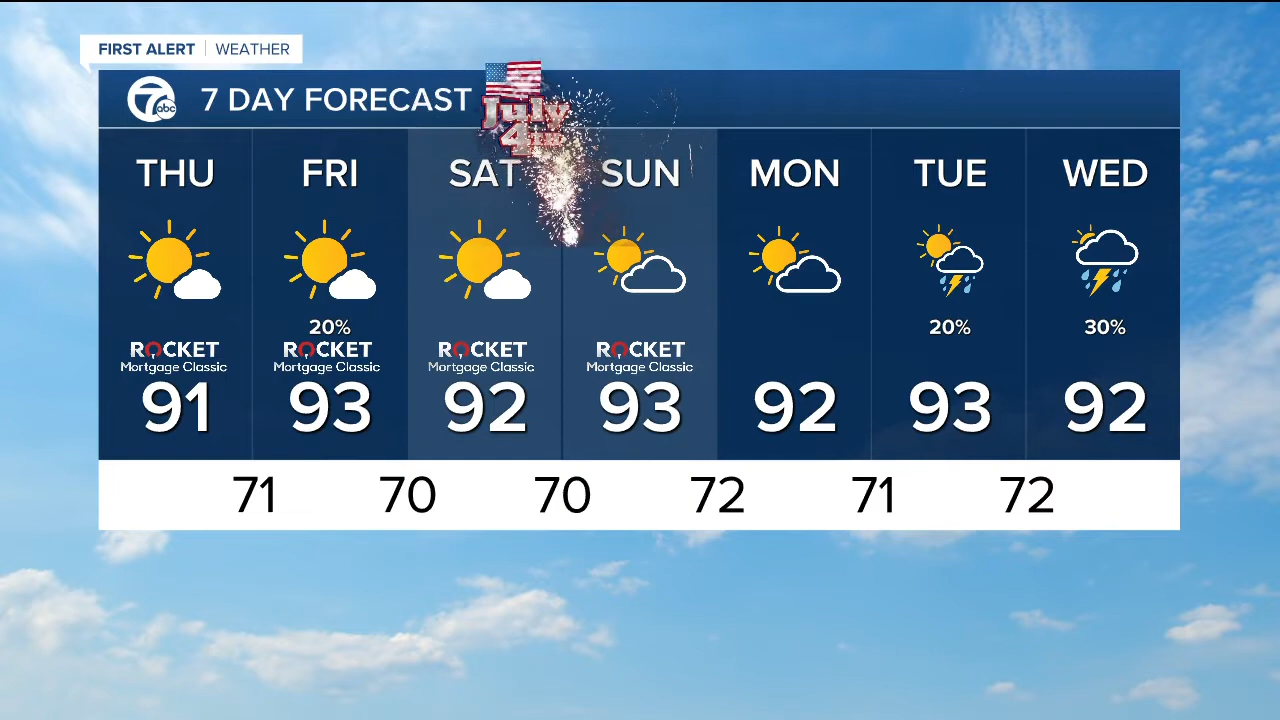 FIRST ALERT | WEATHER
7 abc 7 DAY FORECAST
July
4TH
THU FRI SAT SUN MON TUE WED
20% 20% 30%
ROCKET ROCKET ROCKET ROCKET
Mortgage Classic Mortgage Classic Mortgage Classic Mortgage Classic
91 93 92 93 92 93 92
71 70 70 72 71 72